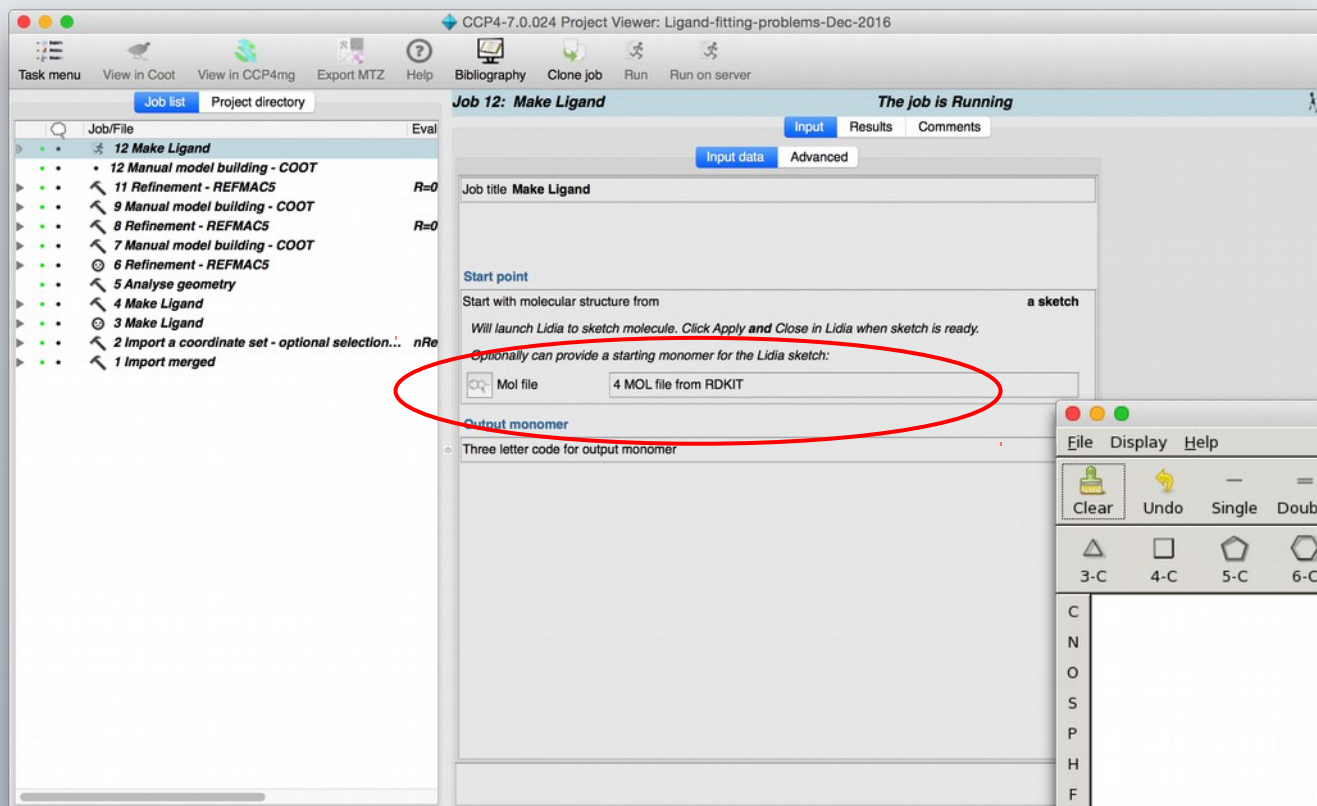 CCP4-7.0.024 Project Viewer: Ligand-fitting-problems-Dec-2016
Task menu View in Coot View in CCP4mg Export MTZ Help Bibliography Clone job Run Run on server
Job list Project directory
Job/File Eval
12 Make Ligand
12 Manual model building - COOT
11 Refinement - REFMAC5 R=0
9 Manual model building - COOT
8 Refinement - REFMAC5 R=0
7 Manual model building - COOT
6 Refinement - REFMAC5
5 Analyse geometry
4 Make Ligand
3 Make Ligand
2 Import a coordinate set - optional selection... nRe
1 Import merged
Job 12: Make Ligand The job is Running
Input Results Comments
Input data Advanced
Job title Make Ligand
Start point
Start with molecular structure from a sketch
Will launch Lidia to sketch molecule. Click Apply and Close in Lidia when sketch is ready.
Optionally can provide a starting monomer for the Lidia sketch:
Mol file 4 MOL file from RDKIT
Output monomer
Three letter code for output monomer
File Display Help
Clear Undo Single Doub
3-C 4-C 5-C 6-C
C
N
O
S
P
H
F